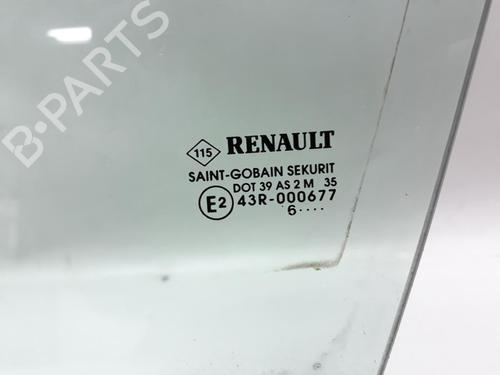 B-PARTS
115 RENAULT
SAINT-GOBAIN SEKURIT
DOT 39 AS 2 M 35
E2 43R-000677
6····